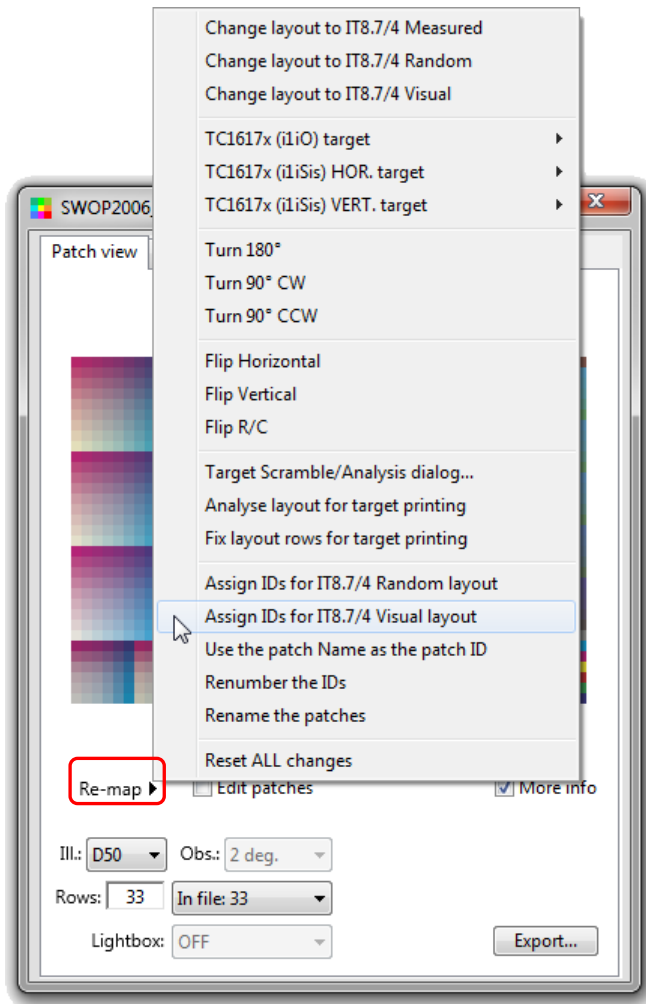 Change layout to IT8.7/4 Measured
Change layout to IT8.7/4 Random
Change layout to IT8.7/4 Visual
TC1617x (i1iO) target
TC1617x (i1iSis) HOR. target
TC1617x (i1iSis) VERT. target
SWOP2006_
Patch view
Turn 180°
Turn 90° CW
Turn 90° CCW
Flip Horizontal
Flip Vertical
Flip R/C
Target Scramble/Analysis dialog...
Analyse layout for target printing
Fix layout rows for target printing
Assign IDs for IT8.7/4 Random layout
Assign IDs for IT8.7/4 Visual layout
Use the patch Name as the patch ID
Renumber the IDs
Rename the patches
Reset ALL changes
Re-map Edit patches More info
Ill.: D50 Obs.: 2 deg.
Rows: 33 In file: 33
Lightbox: OFF Export...